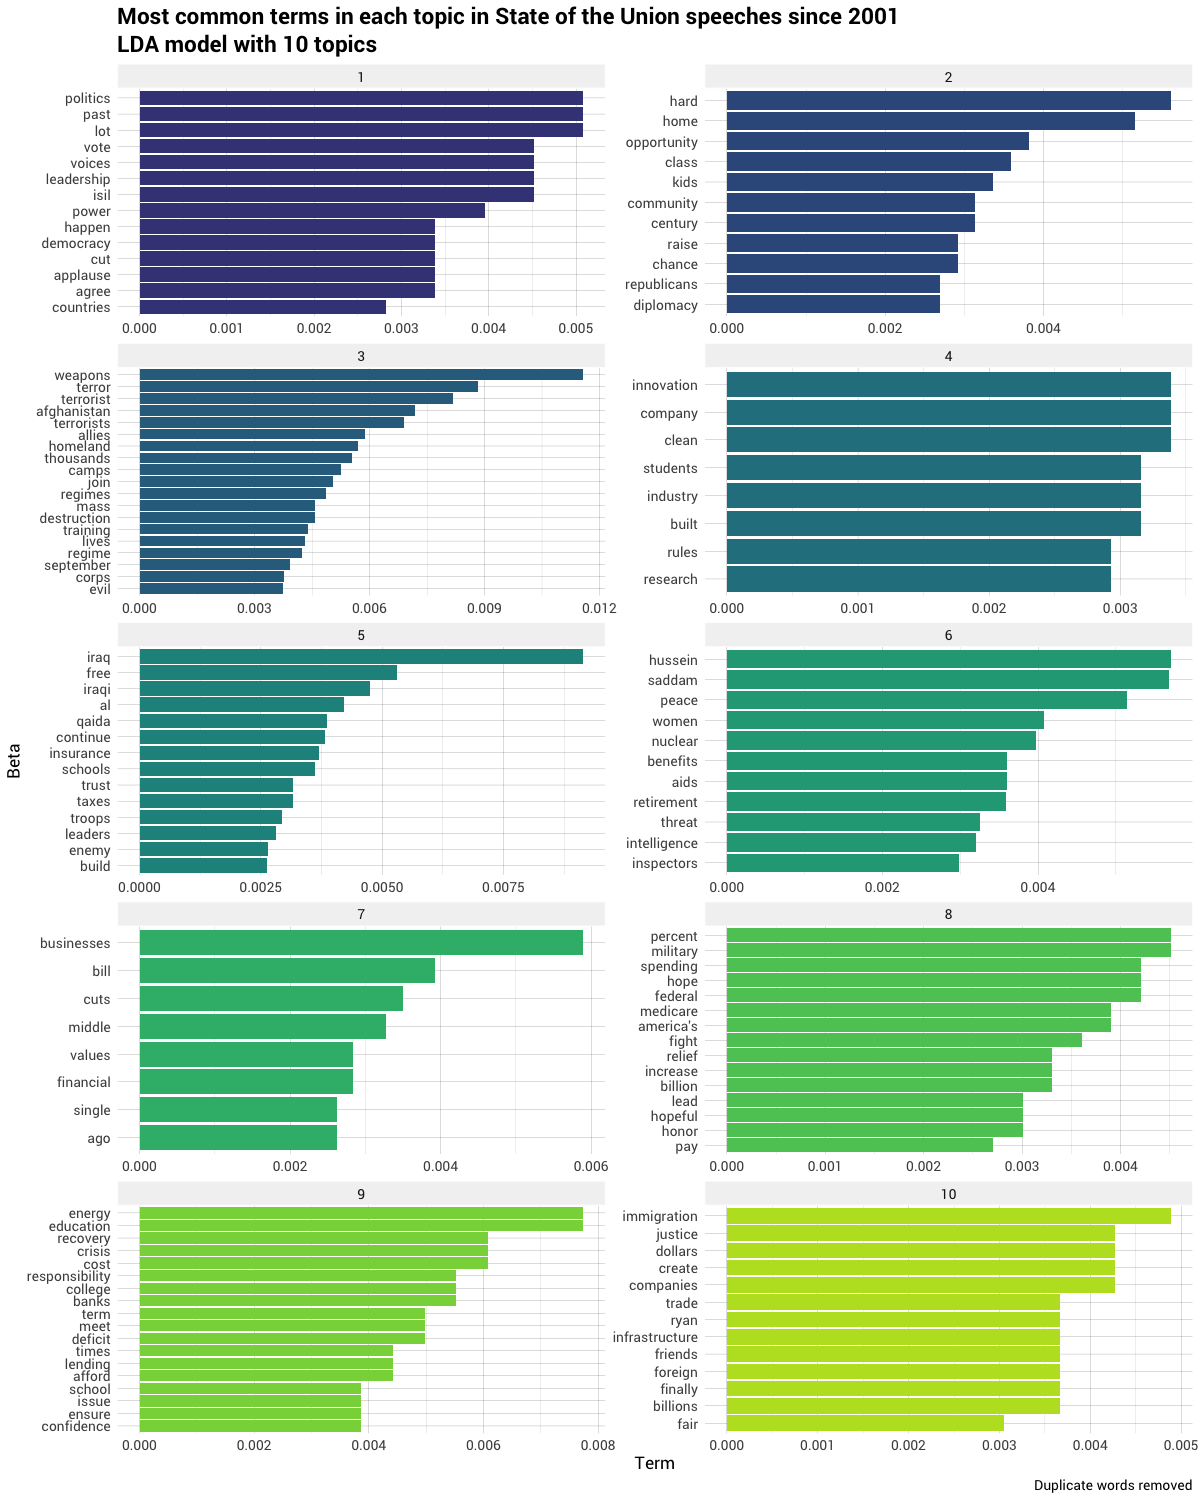 Most common terms in each topic in State of the Union speeches since 2001
LDA model with 10 topics
1
politics
past
lot
vote
voices
leadership
isil
power
happen
democracy
cut
applause
agree
countries
0.000 0.001 0.002 0.003 0.004 0.005
2
hard
home
opportunity
class
kids
community
century
raise
chance
republicans
diplomacy
0.000 0.002 0.004
3
weapons
terror
terrorist
afghanistan
terrorists
allies
homeland
thousands
camps
join
regimes
mass
destruction
training
lives
regime
september
corps
evil
0.000 0.003 0.006 0.009 0.012
4
innovation
company
clean
students
industry
built
rules
research
0.000 0.001 0.002 0.003
5
iraq
free
iraqi
al
qaida
continue
insurance
schools
trust
taxes
troops
leaders
enemy
build
0.0000 0.0025 0.0050 0.0075
6
hussein
saddam
peace
women
nuclear
benefits
aids
retirement
threat
intelligence
inspectors
0.000 0.002 0.004
7
businesses
bill
cuts
middle
values
financial
single
ago
0.000 0.002 0.004 0.006
8
percent
military
spending
hope
federal
medicare
america's
fight
relief
increase
billion
lead
hopeful
honor
pay
0.000 0.001 0.002 0.003 0.004
9
energy
education
recovery
crisis
cost
responsibility
college
banks
term
meet
deficit
times
lending
afford
school
issue
ensure
confidence
0.000 0.002 0.004 0.006 0.008
10
immigration
justice
dollars
create
companies
trade
ryan
infrastructure
friends
foreign
finally
billions
fair
0.000 0.001 0.002 0.003 0.004 0.005
Beta
Term
Duplicate words removed